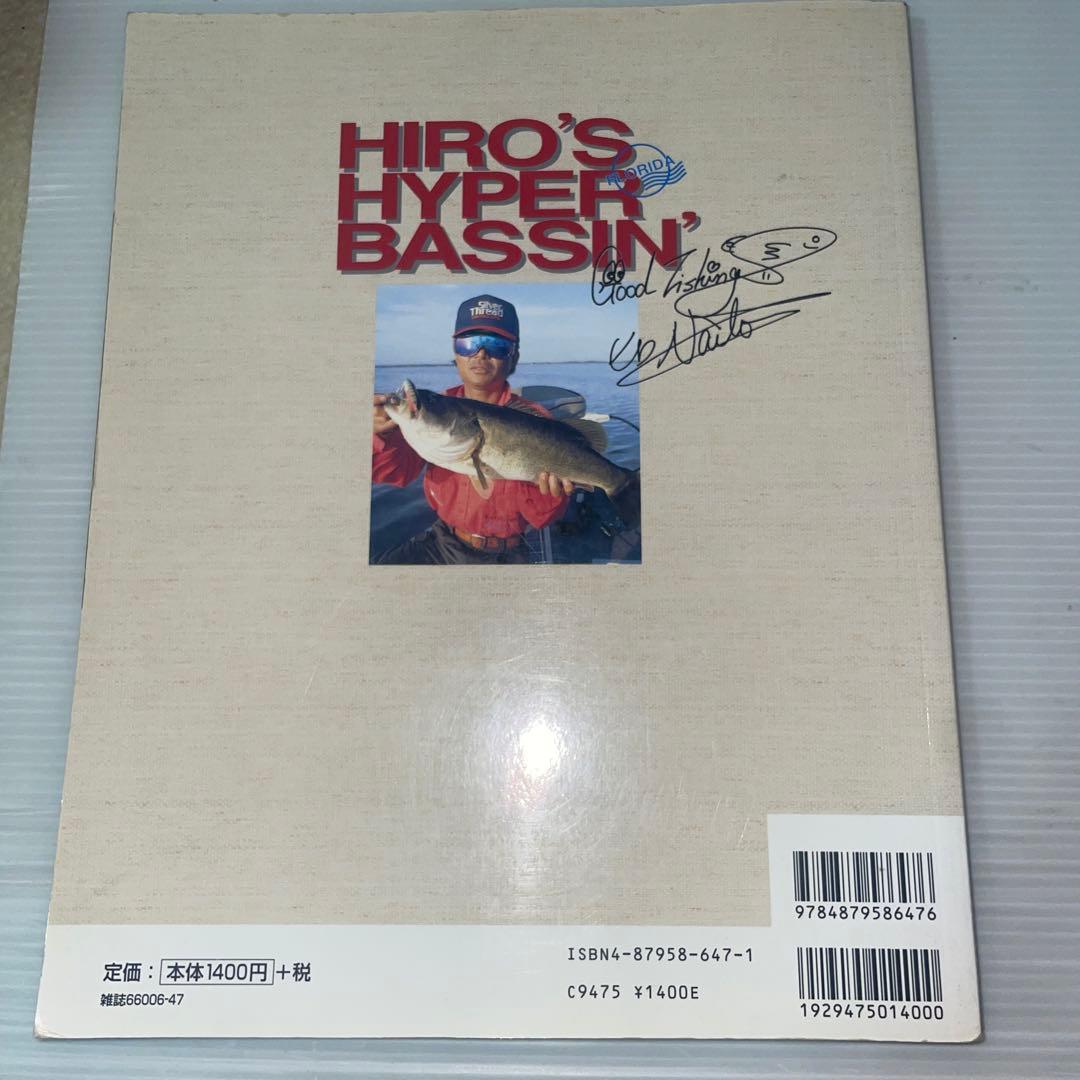 HIRO'S
FLORIDA
HYPER
BASSIN'
Good Fishing
Naito
Silver
Thread
9784879586476
ISBN4-87958-647-1
定価：本体1400円+税
雑誌66006-47
C9475 ¥1400E
1929475014000